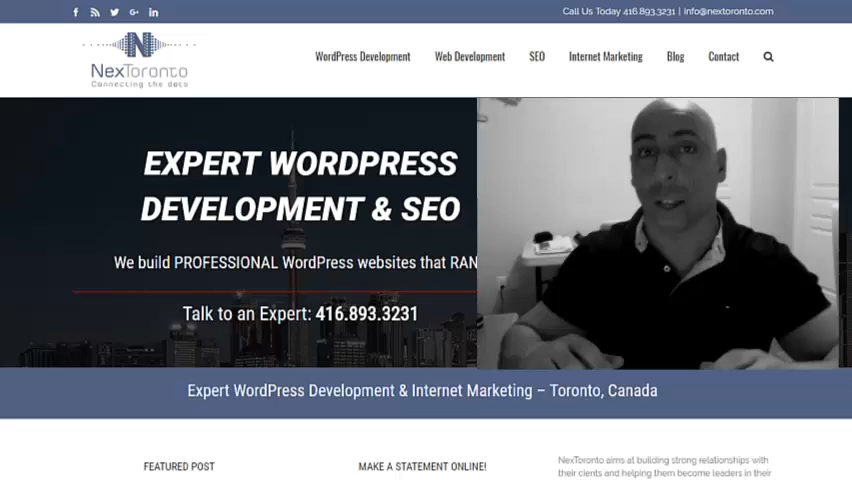 Call Us Today 416.893.3231 | info@nextoronto.com
NexToronto
Connecting the dots
WordPress Development Web Development SEO Internet Marketing Blog Contact
EXPERT WORDPRESS
DEVELOPMENT & SEO
We build PROFESSIONAL WordPress websites that RAN
Talk to an Expert: 416.893.3231
Expert WordPress Development & Internet Marketing – Toronto, Canada
FEATURED POST
MAKE A STATEMENT ONLINE!
NexToronto aims at building strong relationships with
their cients and helping them become leaders in their